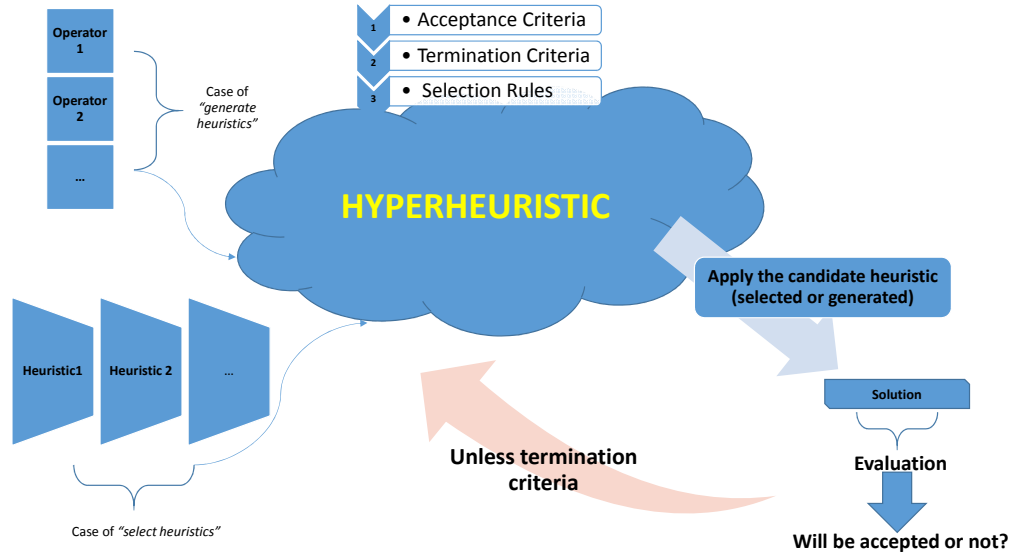 Operator
1
Operator
2
...
Case of
"generate
heuristics"
1
• Acceptance Criteria
2
• Termination Criteria
3
• Selection Rules
HYPERHEURISTIC
Apply the candidate heuristic
(selected or generated)
Heuristic1
Heuristic 2
...
Case of "select heuristics"
Unless termination
criteria
Solution
Evaluation
Will be accepted or not?